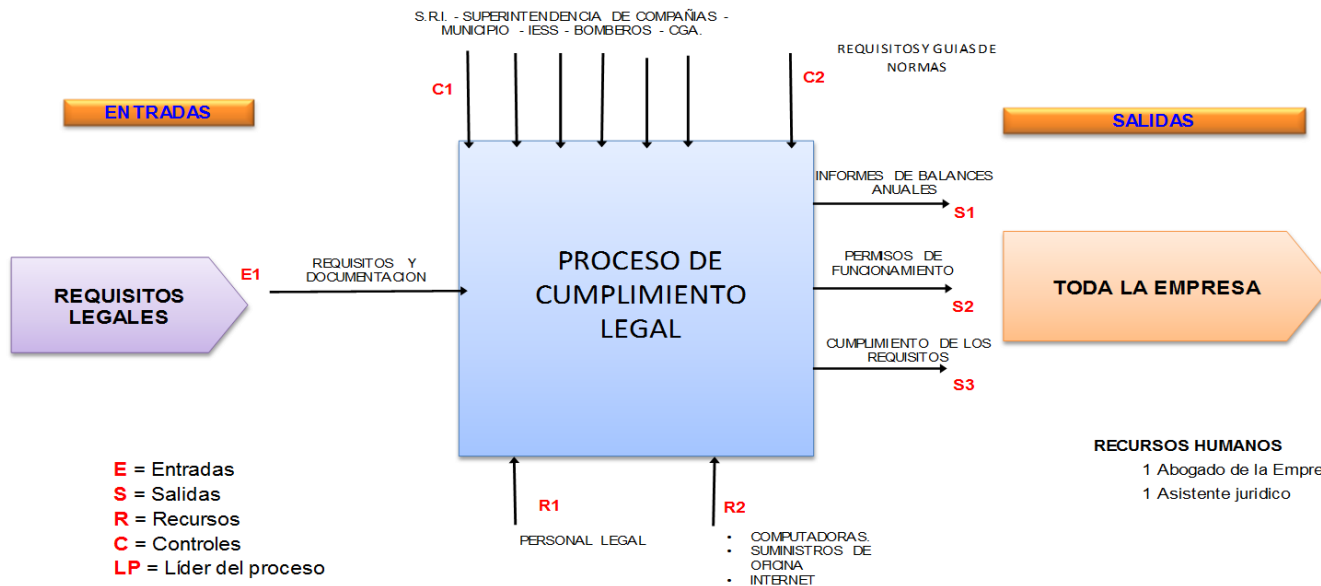 S.R.I. - SUPERINTENDENCIA DE COMPAÑIAS -
MUNICIPIO - IESS - BOMBEROS - CGA.
REQUISITOS Y GUIAS DE
NORMAS
C1
C2
ENTRADAS
SALIDAS
INFORMES DE BALANCES
ANUALES
S1
REQUISITOS LEGALES
E1
REQUISITOS Y
DOCUMENTACION
PROCESO DE
CUMPLIMIENTO
LEGAL
PERMISOS DE
FUNCIONAMIENTO
S2
TODA LA EMPRESA
CUMPLIMIENTO DE LOS
REQUISITOS
S3
E = Entradas
S = Salidas
R = Recursos
C = Controles
LP = Líder del proceso
R1
PERSONAL LEGAL
R2
• COMPUTADORAS.
• SUMINISTROS DE
OFICINA
• INTERNET
RECURSOS HUMANOS
1 Abogado de la Empre
1 Asistente juridico